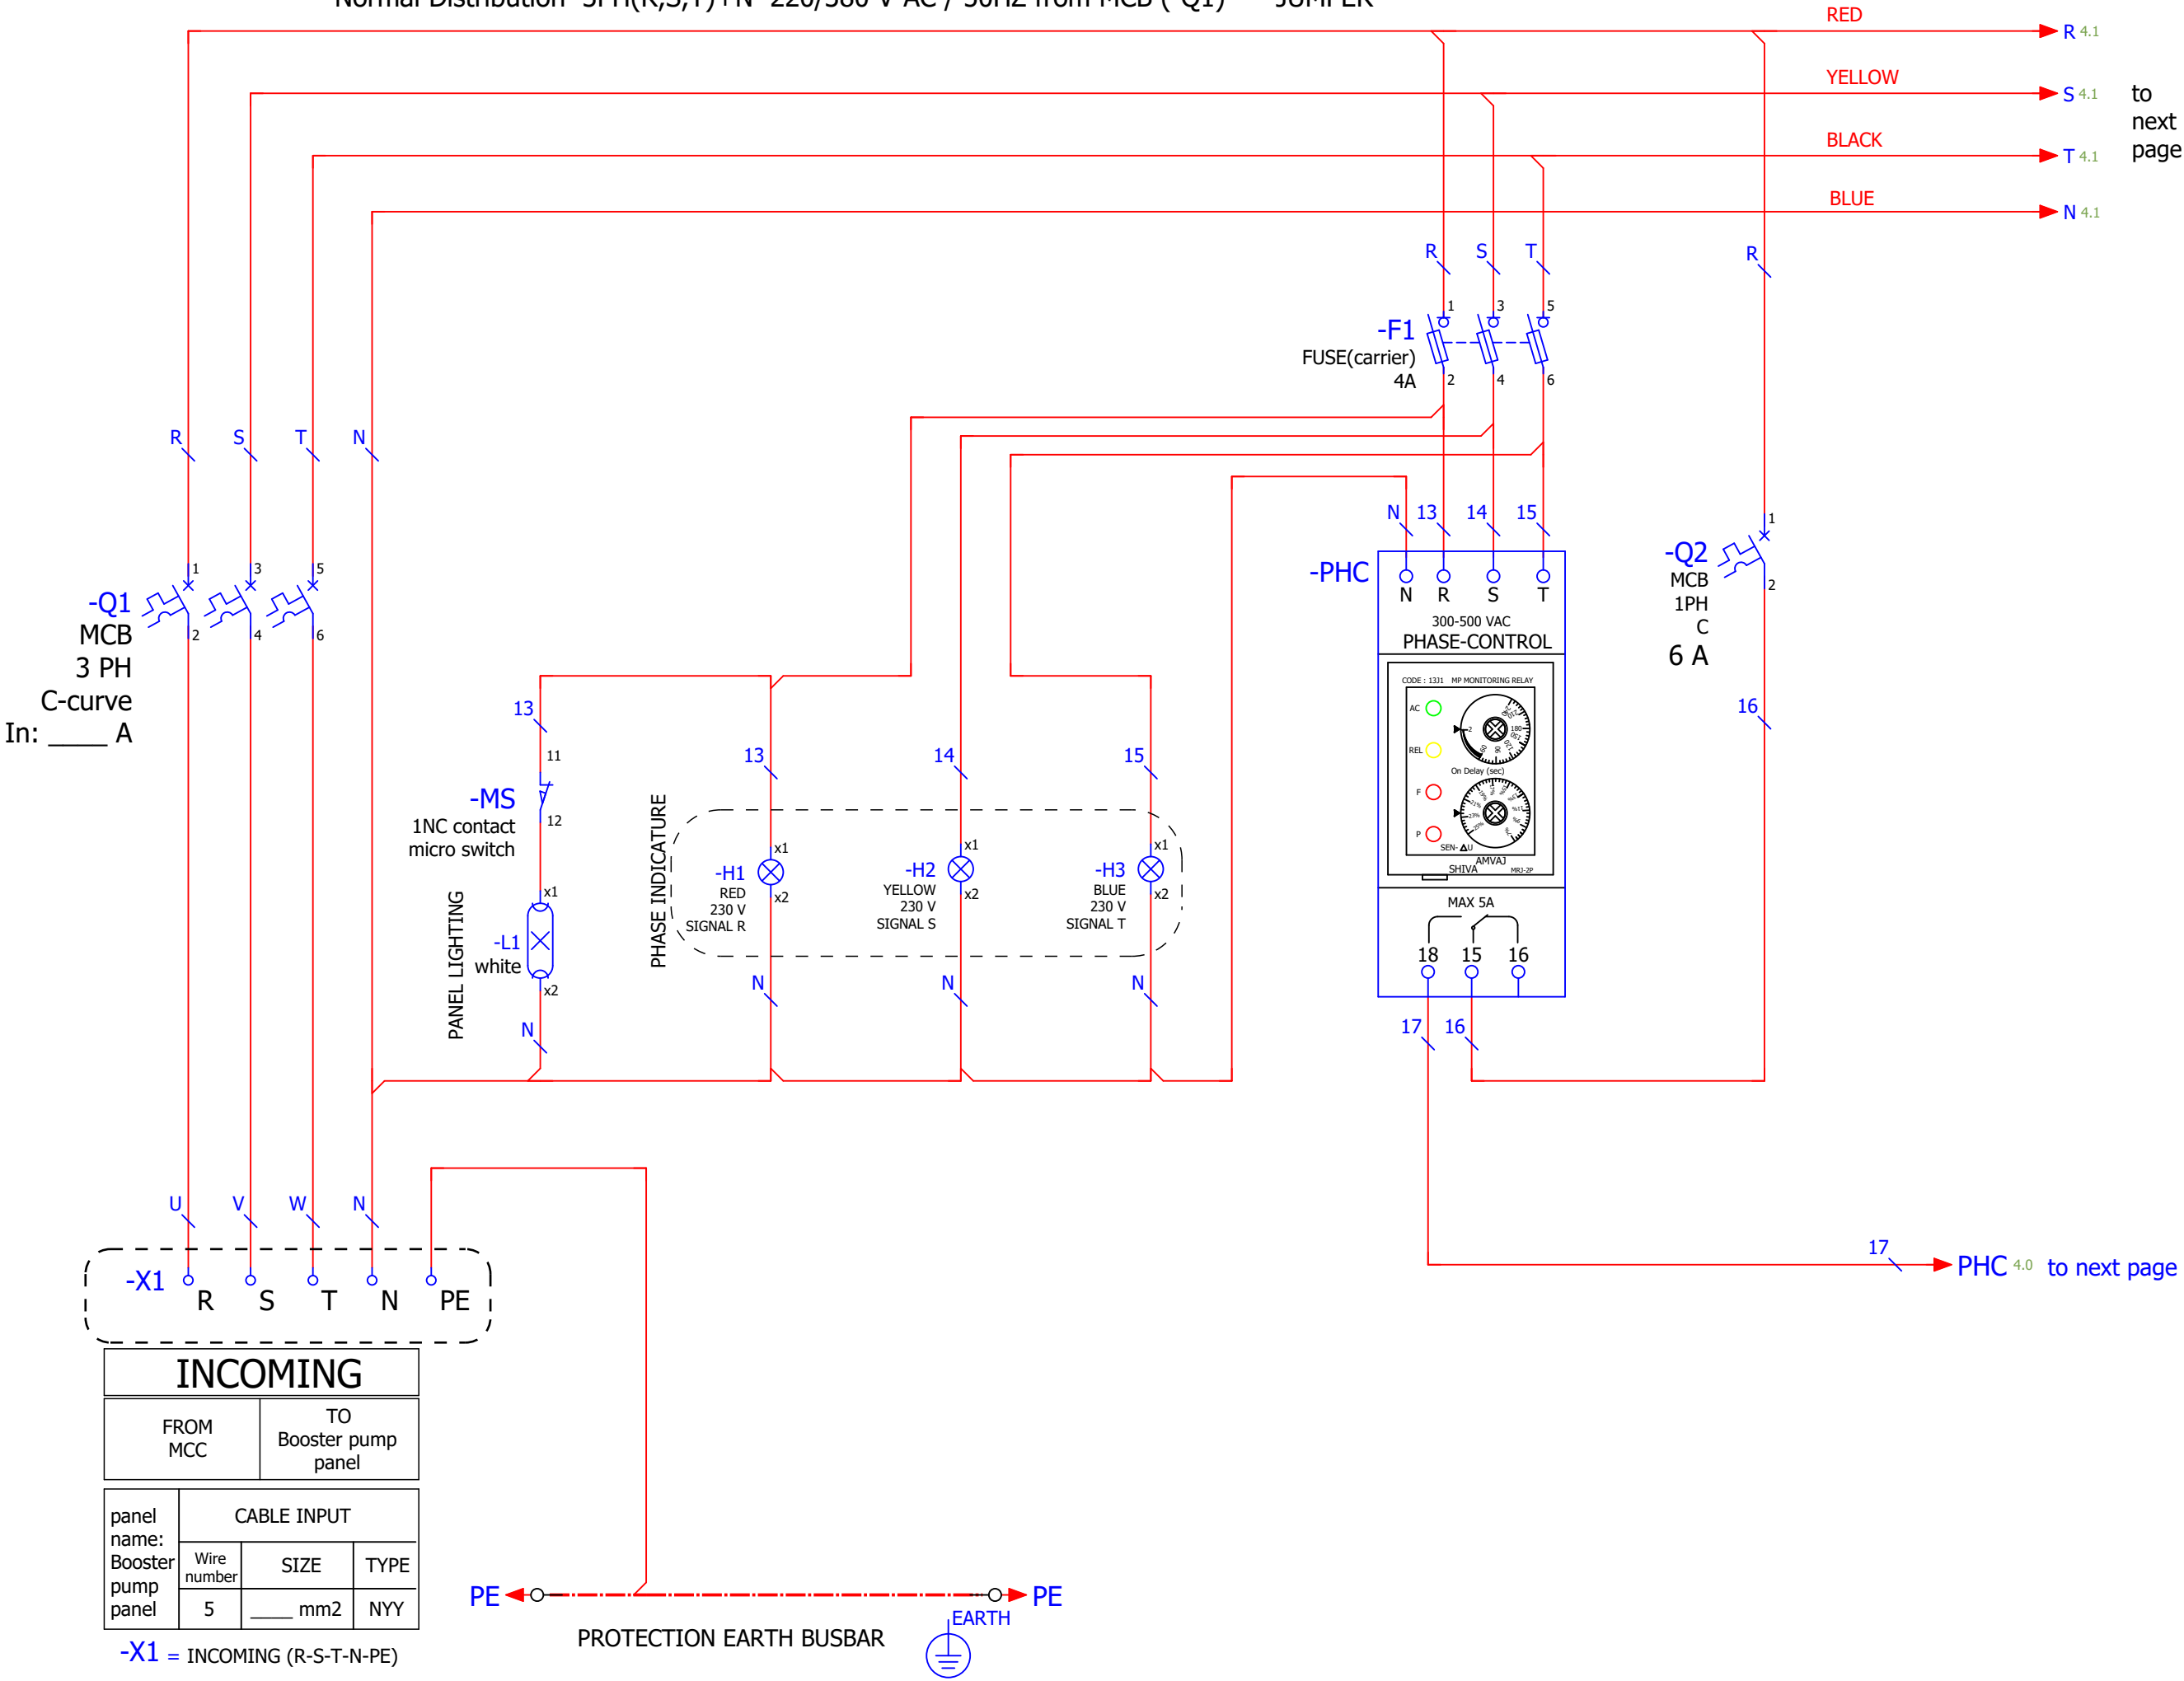 Normal Distribution 3PH(R,S,T)+N 220/380 V AC / 50HZ from MCB (-Q1) JUMPER
RED
R 4.1
YELLOW
S 4.1
to
next
page
BLACK
T 4.1
BLUE
N 4.1
R
S
T
R
1
3
5
-F1
FUSE(carrier)
4A
2
4
6
R
S
T
N
N
13
14
15
1
3
5
-Q1
MCB
3 PH
C-curve
In: ____ A
2
4
6
-PHC
N
R
S
T
300-500 VAC
PHASE-CONTROL
1
-Q2
MCB
1PH
C
6 A
2
16
CODE : 13J1 MP MONITORING RELAY
AC
REL
On Delay (sec)
F
P
SEN- ΔU
AMVAJ
SHIVA
MRJ-2P
MAX 5A
18
15
16
17
16
13
11
-MS
1NC contact
micro switch
12
x1
-L1
white
x2
N
PANEL LIGHTING
PHASE INDICATURE
13
x1
-H1
RED
230 V
SIGNAL R
x2
N
14
x1
-H2
YELLOW
230 V
SIGNAL S
x2
N
15
x1
-H3
BLUE
230 V
SIGNAL T
x2
N
U
V
W
N
-X1
R
S
T
N
PE
17
PHC 4.0 to next page
INCOMING
FROM
MCC
TO
Booster pump
panel
panel
name:
Booster
pump
panel
CABLE INPUT
Wire
number
SIZE
TYPE
5
____ mm2
NYY
-X1 = INCOMING (R-S-T-N-PE)
PE
PE
EARTH
PROTECTION EARTH BUSBAR